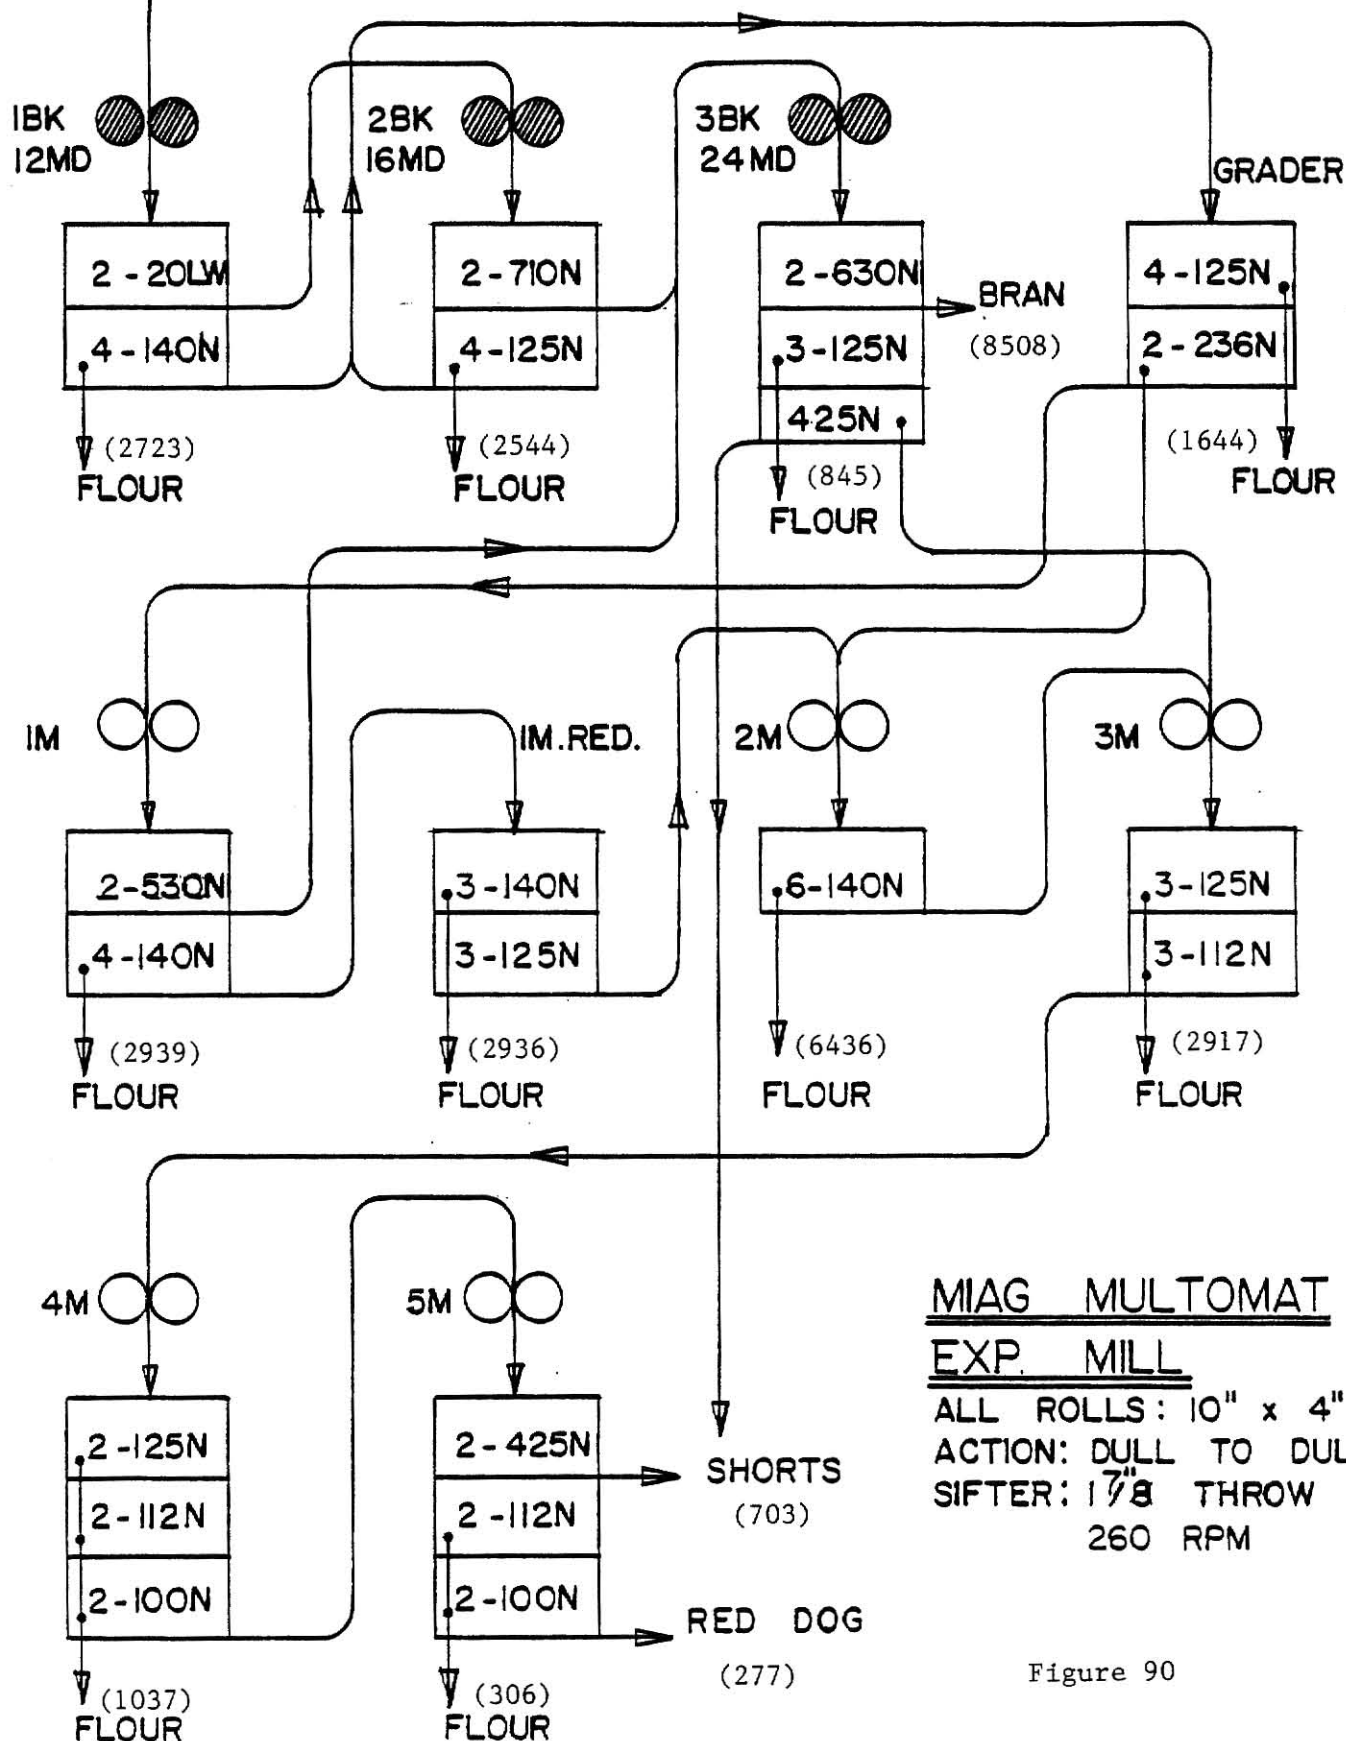 1BK
12MD
2BK
16MD
3BK
24MD
GRADER
2-20LW
4-140N
2-710N
4-125N
2-630N
3-125N
425N
BRAN
(8508)
4-125N
2-236N
(2723)
FLOUR
(2544)
FLOUR
(845)
FLOUR
(1644)
FLOUR
1M
1M.RED.
2M
3M
2-530N
4-140N
3-140N
3-125N
6-140N
3-125N
3-112N
(2939)
FLOUR
(2936)
FLOUR
(6436)
FLOUR
(2917)
FLOUR
4M
5M
2-125N
2-112N
2-100N
2-425N
2-112N
2-100N
SHORTS
(703)
RED DOG
(277)
(1037)
FLOUR
(306)
FLOUR
MIAG MULTOMAT
EXP. MILL
ALL ROLLS: 10" x 4"
ACTION: DULL TO DUL
SIFTER: 1 7/8" THROW
260 RPM
Figure 90